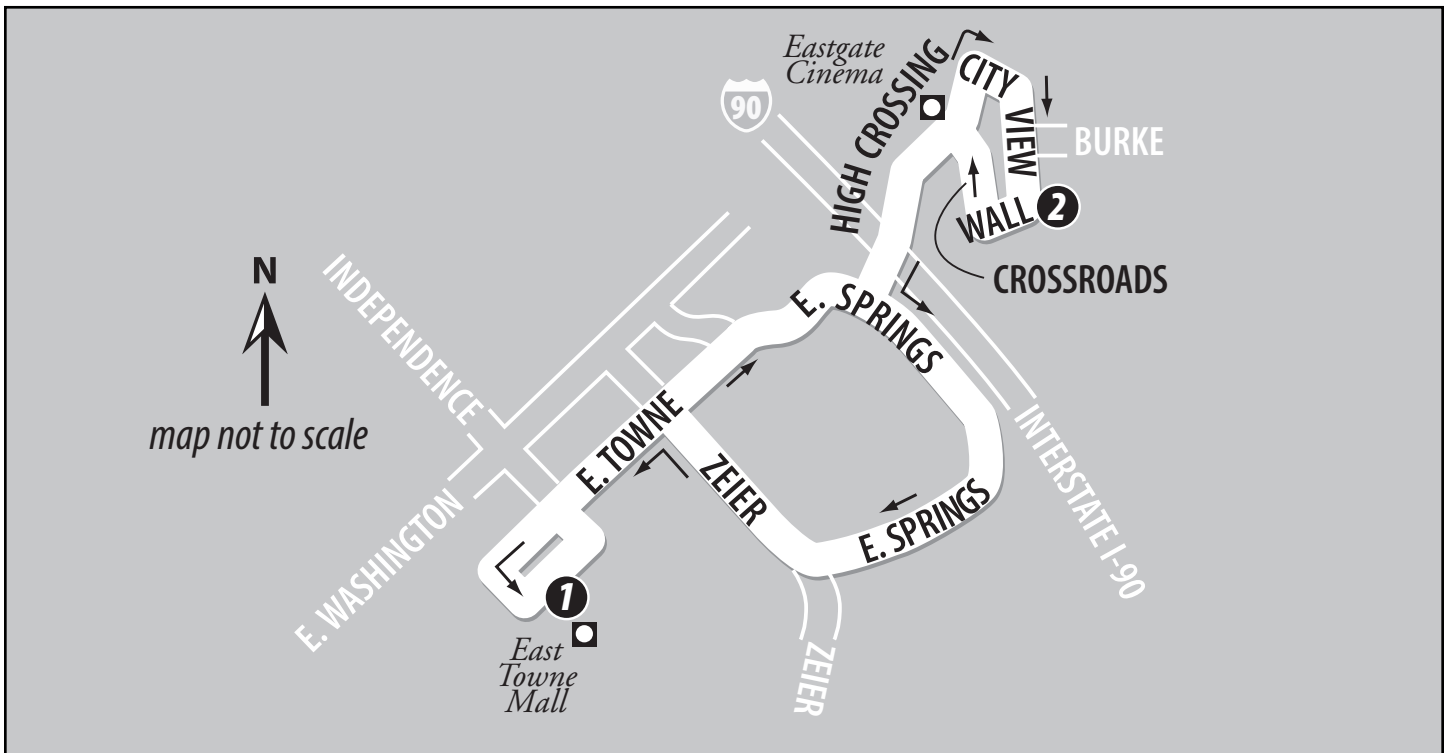 Eastgate
Cinema
HIGH CROSSING
CITY
VIEW
90
BURKE
WALL
2
CROSSROADS
N
map not to scale
INDEPENDENCE
E. SPRINGS
E. TOWNE
ZEIER
E. SPRINGS
INTERSTATE I-90
E. WASHINGTON
1
East
Towne
Mall
ZEIER